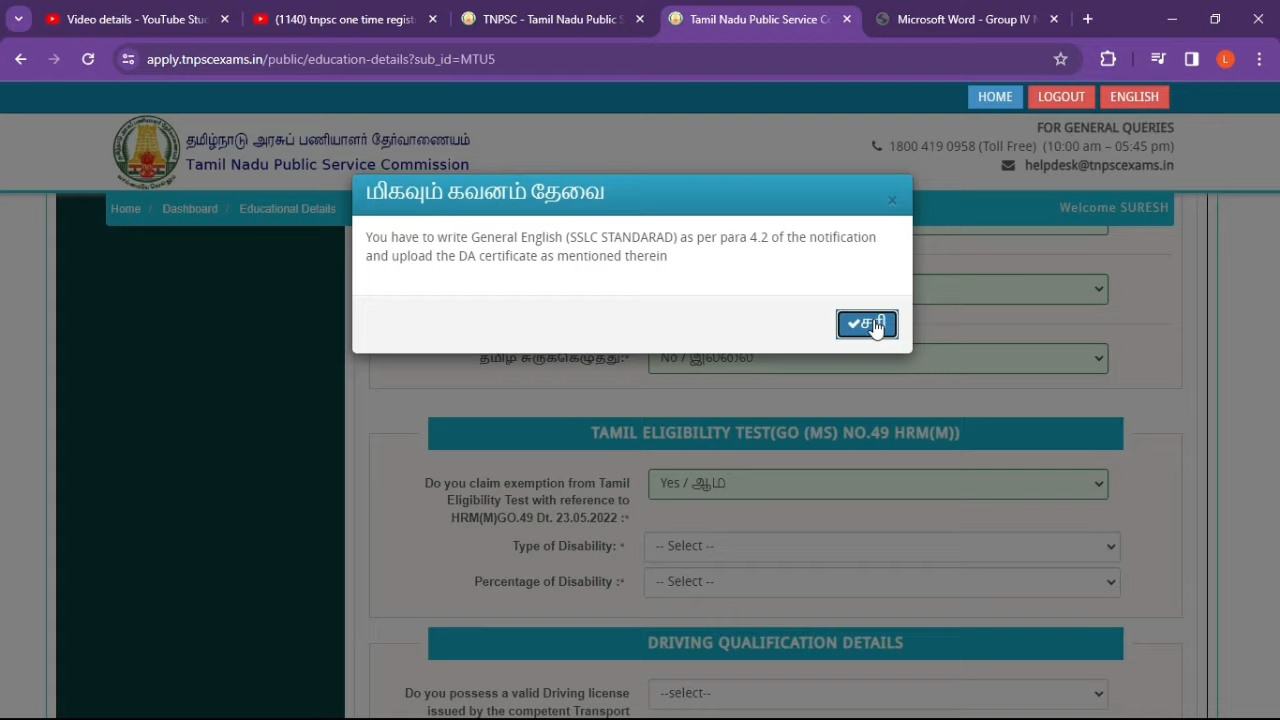 Video details - YouTube Stu
(1140) tnpsc one time regist
TNPSC - Tamil Nadu Public S
Tamil Nadu Public Service Co
Microsoft Word - Group IV N
apply.tnpscexams.in/public/education-details?sub_id=MTU5
L
HOME LOGOUT ENGLISH
தமிழ்நாடு அரசுப் பணியாளர் தேர்வாணையம்
Tamil Nadu Public Service Commission
FOR GENERAL QUERIES
1800 419 0958 (Toll Free) (10:00 am – 05:45 pm)
helpdesk@tnpscexams.in
Home / Dashboard / Educational Details
Welcome SURESH
மிகவும் கவனம் தேவை
×
You have to write General English (SSLC STANDARAD) as per para 4.2 of the notification
and upload the DA certificate as mentioned therein
சரி
தமிழ் சுருக்கெழுத்து:* No / இல்லை
TAMIL ELIGIBILITY TEST(GO (MS) NO.49 HRM(M))
Do you claim exemption from Tamil
Eligibility Test with reference to
HRM(M)GO.49 Dt. 23.05.2022 :*
Yes / ஆம்
Type of Disability: * -- Select --
Percentage of Disability :* -- Select --
DRIVING QUALIFICATION DETAILS
Do you possess a valid Driving license
issued by the competent Transport
--select--